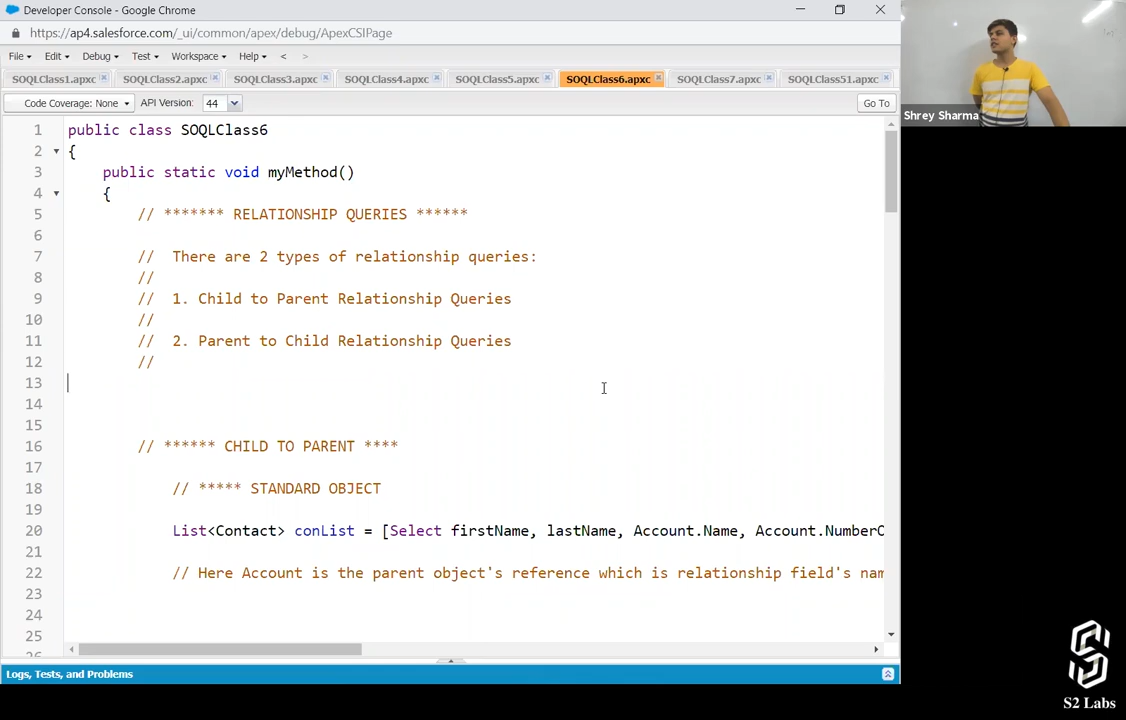 Developer Console - Google Chrome
https://ap4.salesforce.com/_ui/common/apex/debug/ApexCSIPage
File Edit Debug Test Workspace Help < >
SOQLClass1.apxc SOQLClass2.apxc SOQLClass3.apxc SOQLClass4.apxc SOQLClass5.apxc SOQLClass6.apxc SOQLClass7.apxc SOQLClass51.apxc
Code Coverage: None API Version: 44 Go To
1 public class SOQLClass6
2 {
3 public static void myMethod()
4 {
5 // ******* RELATIONSHIP QUERIES ******
6
7 // There are 2 types of relationship queries:
8 //
9 // 1. Child to Parent Relationship Queries
10 //
11 // 2. Parent to Child Relationship Queries
12 //
13
14
15
16 // ****** CHILD TO PARENT ****
17
18 // ***** STANDARD OBJECT
19
20 List<Contact> conList = [Select firstName, lastName, Account.Name, Account.NumberO
21
22 // Here Account is the parent object's reference which is relationship field's nam
23
24
25
26
Logs, Tests, and Problems
Shrey Sharma
S2 Labs